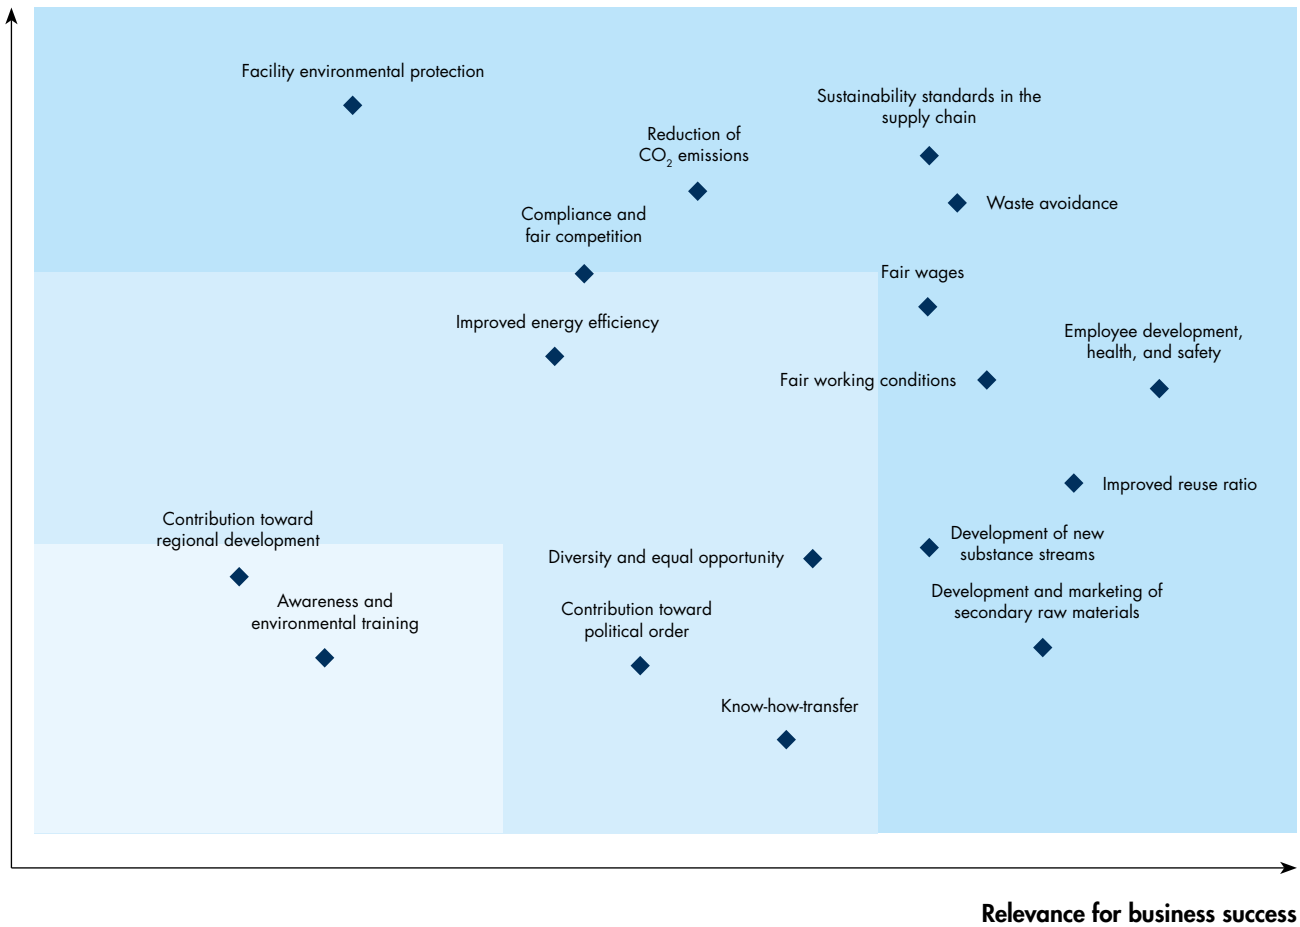 Facility environmental protection
Sustainability standards in the
supply chain
Reduction of
CO₂ emissions
Waste avoidance
Compliance and
fair competition
Fair wages
Improved energy efficiency
Employee development,
health, and safety
Fair working conditions
Improved reuse ratio
Contribution toward
regional development
Development of new
substance streams
Diversity and equal opportunity
Awareness and
environmental training
Development and marketing of
secondary raw materials
Contribution toward
political order
Know-how-transfer
Relevance for business success